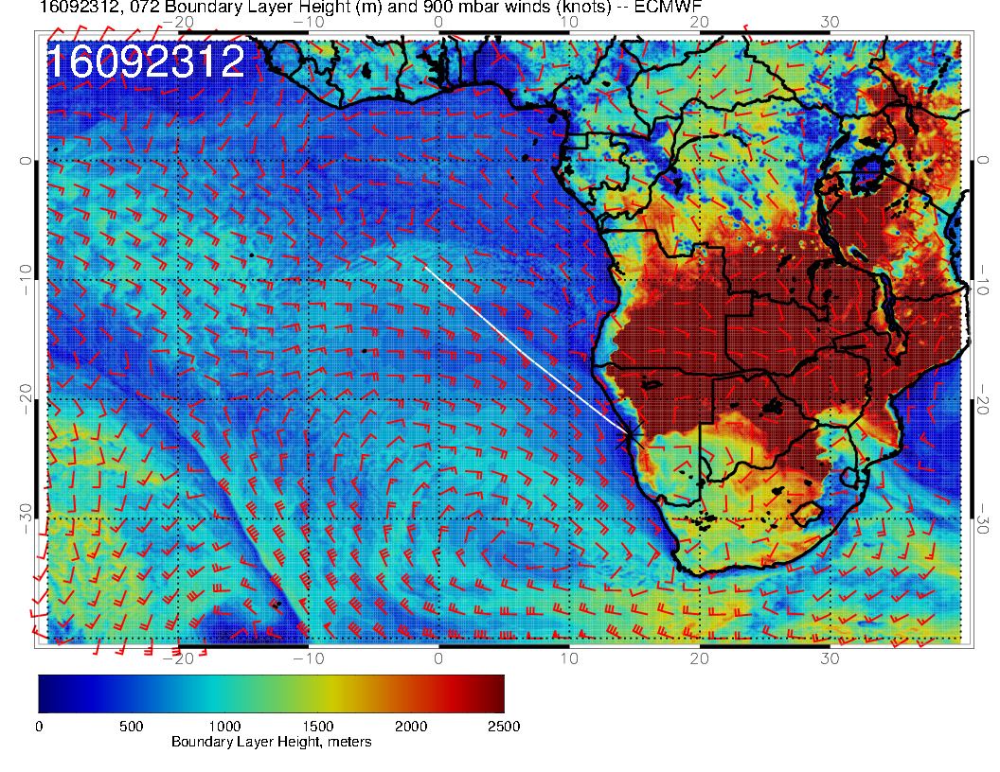 16092312, 072 Boundary Layer Height (m) and 900 mbar winds (knots) -- ECMWF
−20 −10 0 10 20 30
16092312
0 0
−10 −10
−20 −20
−30 −30
−20 −10 0 10 20 30
0 500 1000 1500 2000 2500
Boundary Layer Height, meters